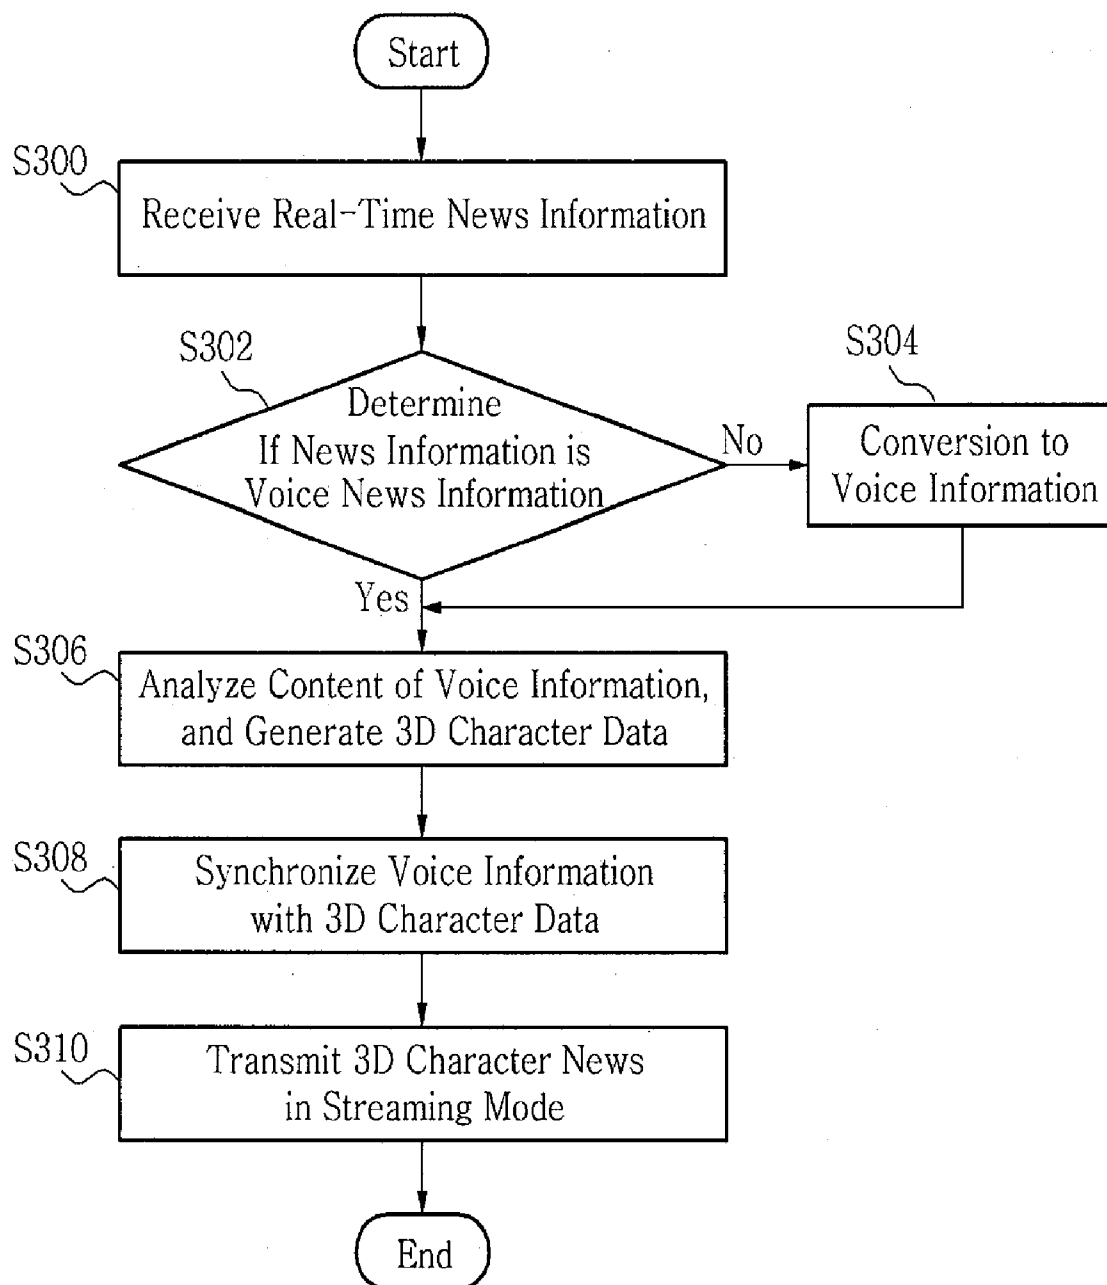 Start
S300
Receive Real-Time News Information
S302
Determine
If News Information is
Voice News Information
No
S304
Conversion to
Voice Information
Yes
S306
Analyze Content of Voice Information,
and Generate 3D Character Data
S308
Synchronize Voice Information
with 3D Character Data
S310
Transmit 3D Character News
in Streaming Mode
End